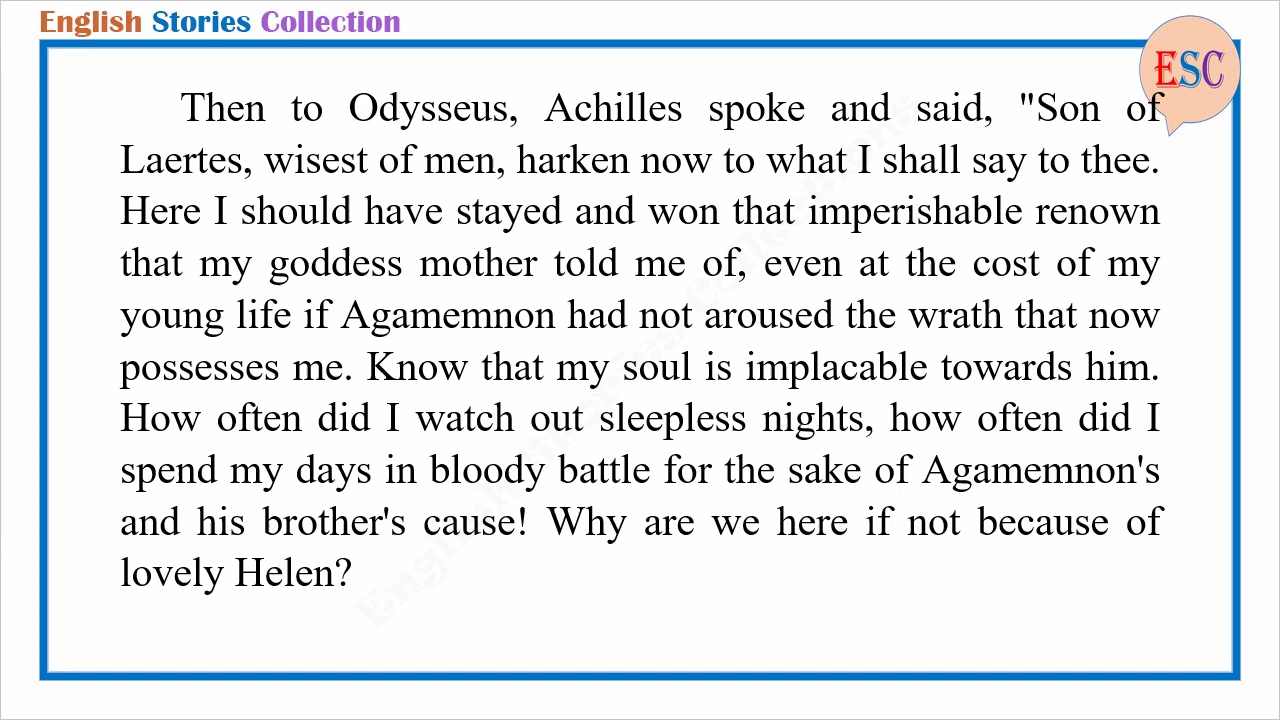 English Stories Collection
ESC
Then to Odysseus, Achilles spoke and said, "Son of
Laertes, wisest of men, harken now to what I shall say to thee.
Here I should have stayed and won that imperishable renown
that my goddess mother told me of, even at the cost of my
young life if Agamemnon had not aroused the wrath that now
possesses me. Know that my soul is implacable towards him.
How often did I watch out sleepless nights, how often did I
spend my days in bloody battle for the sake of Agamemnon's
and his brother's cause! Why are we here if not because of
lovely Helen?